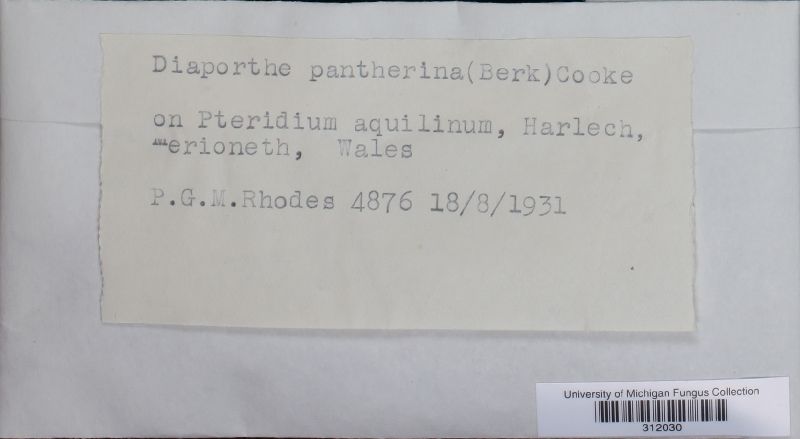 Diaporthe pantherina(Berk)Cooke
on Pteridium aquilinum, Harlech,
Merioneth, Wales
P.G.M.Rhodes 4876 18/8/1931
University of Michigan Fungus Collection
312030